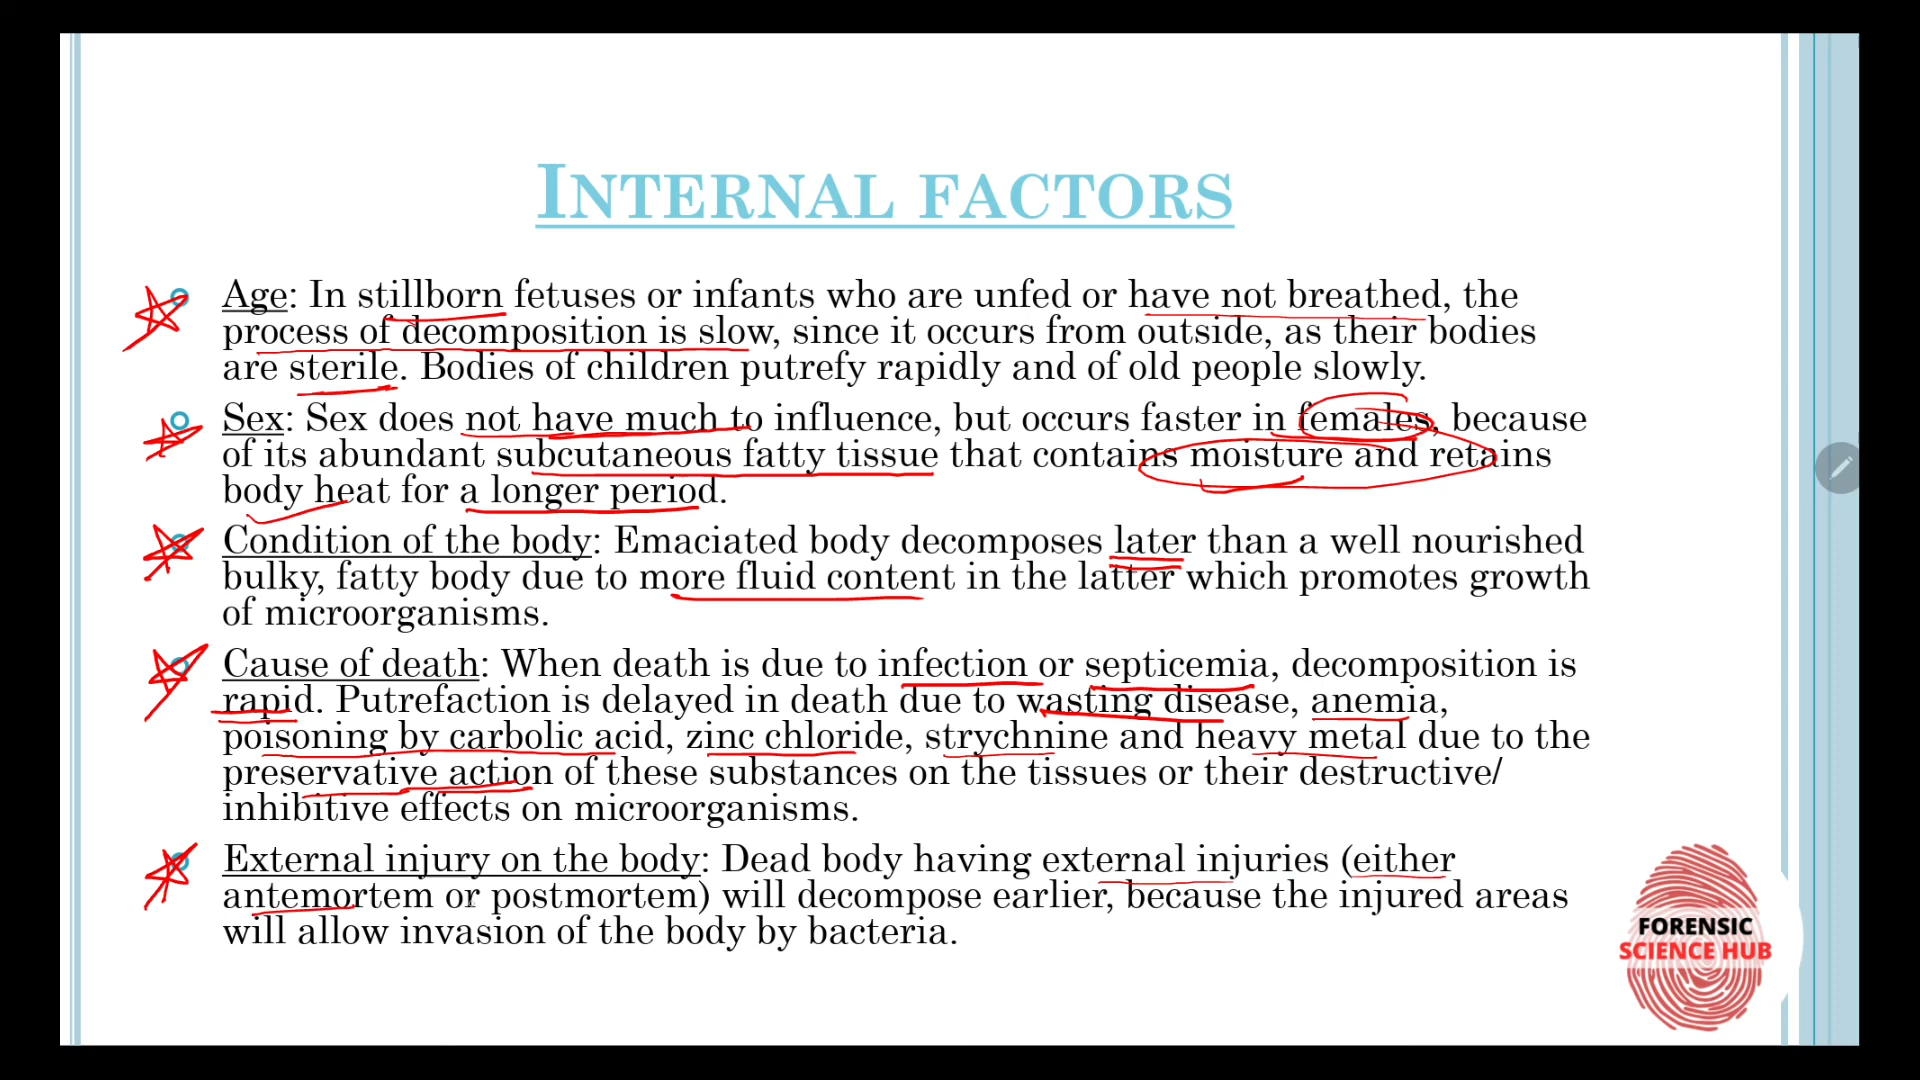 INTERNAL FACTORS
Age: In stillborn fetuses or infants who are unfed or have not breathed, the
process of decomposition is slow, since it occurs from outside, as their bodies
are sterile. Bodies of children putrefy rapidly and of old people slowly.
Sex: Sex does not have much to influence, but occurs faster in females, because
of its abundant subcutaneous fatty tissue that contains moisture and retains
body heat for a longer period.
Condition of the body: Emaciated body decomposes later than a well nourished
bulky, fatty body due to more fluid content in the latter which promotes growth
of microorganisms.
Cause of death: When death is due to infection or septicemia, decomposition is
rapid. Putrefaction is delayed in death due to wasting disease, anemia,
poisoning by carbolic acid, zinc chloride, strychnine and heavy metal due to the
preservative action of these substances on the tissues or their destructive/
inhibitive effects on microorganisms.
External injury on the body: Dead body having external injuries (either
antemortem or postmortem) will decompose earlier, because the injured areas
will allow invasion of the body by bacteria.
FORENSIC
SCIENCE HUB